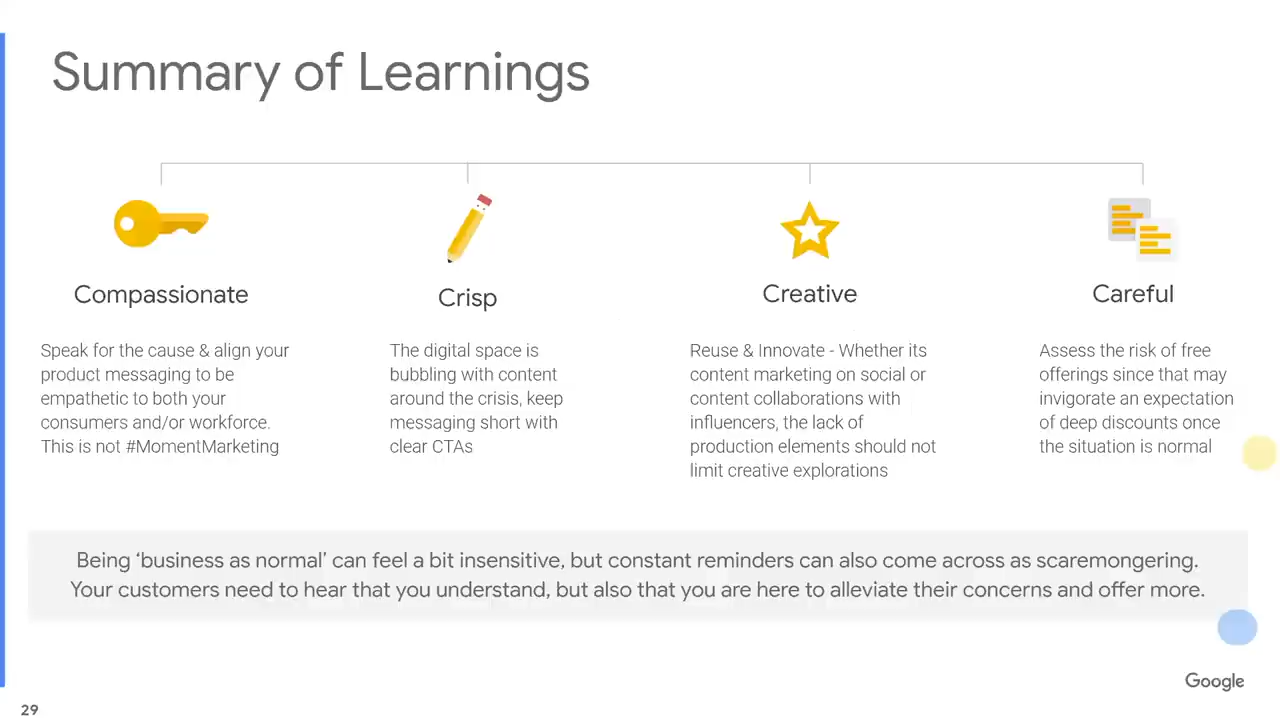 Summary of Learnings
Compassionate
Speak for the cause & align your
product messaging to be
empathetic to both your
consumers and/or workforce.
This is not #MomentMarketing
Crisp
The digital space is
bubbling with content
around the crisis, keep
messaging short with
clear CTAs
Creative
Reuse & Innovate - Whether its
content marketing on social or
content collaborations with
influencers, the lack of
production elements should not
limit creative explorations
Careful
Assess the risk of free
offerings since that may
invigorate an expectation
of deep discounts once
the situation is normal
Being ‘business as normal’ can feel a bit insensitive, but constant reminders can also come across as scaremongering.
Your customers need to hear that you understand, but also that you are here to alleviate their concerns and offer more.
Google
29